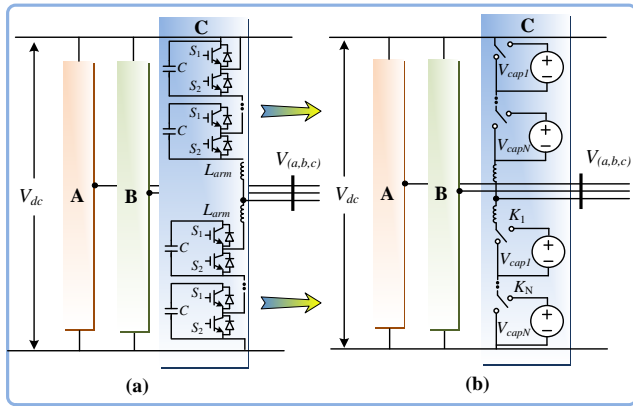 C
S1
C
S2
S1
C
S2
Larm
V(a,b,c)
Vdc
A
B
Larm
S1
C
S2
S1
C
S2
(a)
C
Vcap1
VcapN
V(a,b,c)
Vdc
A
B
K1
Vcap1
KN
VcapN
(b)